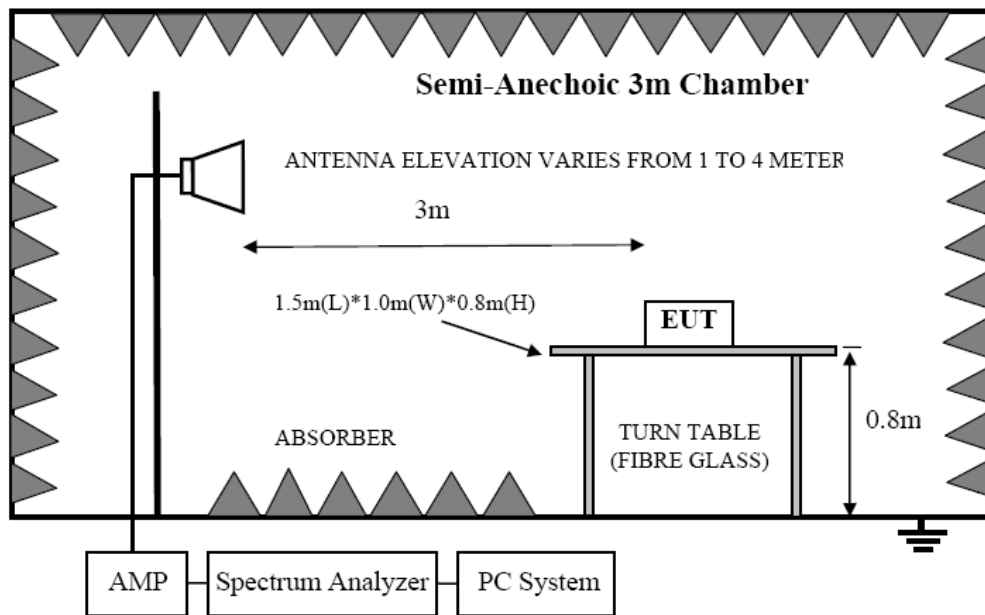 Semi-Anechoic 3m Chamber
ANTENNA ELEVATION VARIES FROM 1 TO 4 METER
3m
1.5m(L)*1.0m(W)*0.8m(H)
EUT
0.8m
ABSORBER
TURN TABLE
(FIBRE GLASS)
AMP
Spectrum Analyzer
PC System